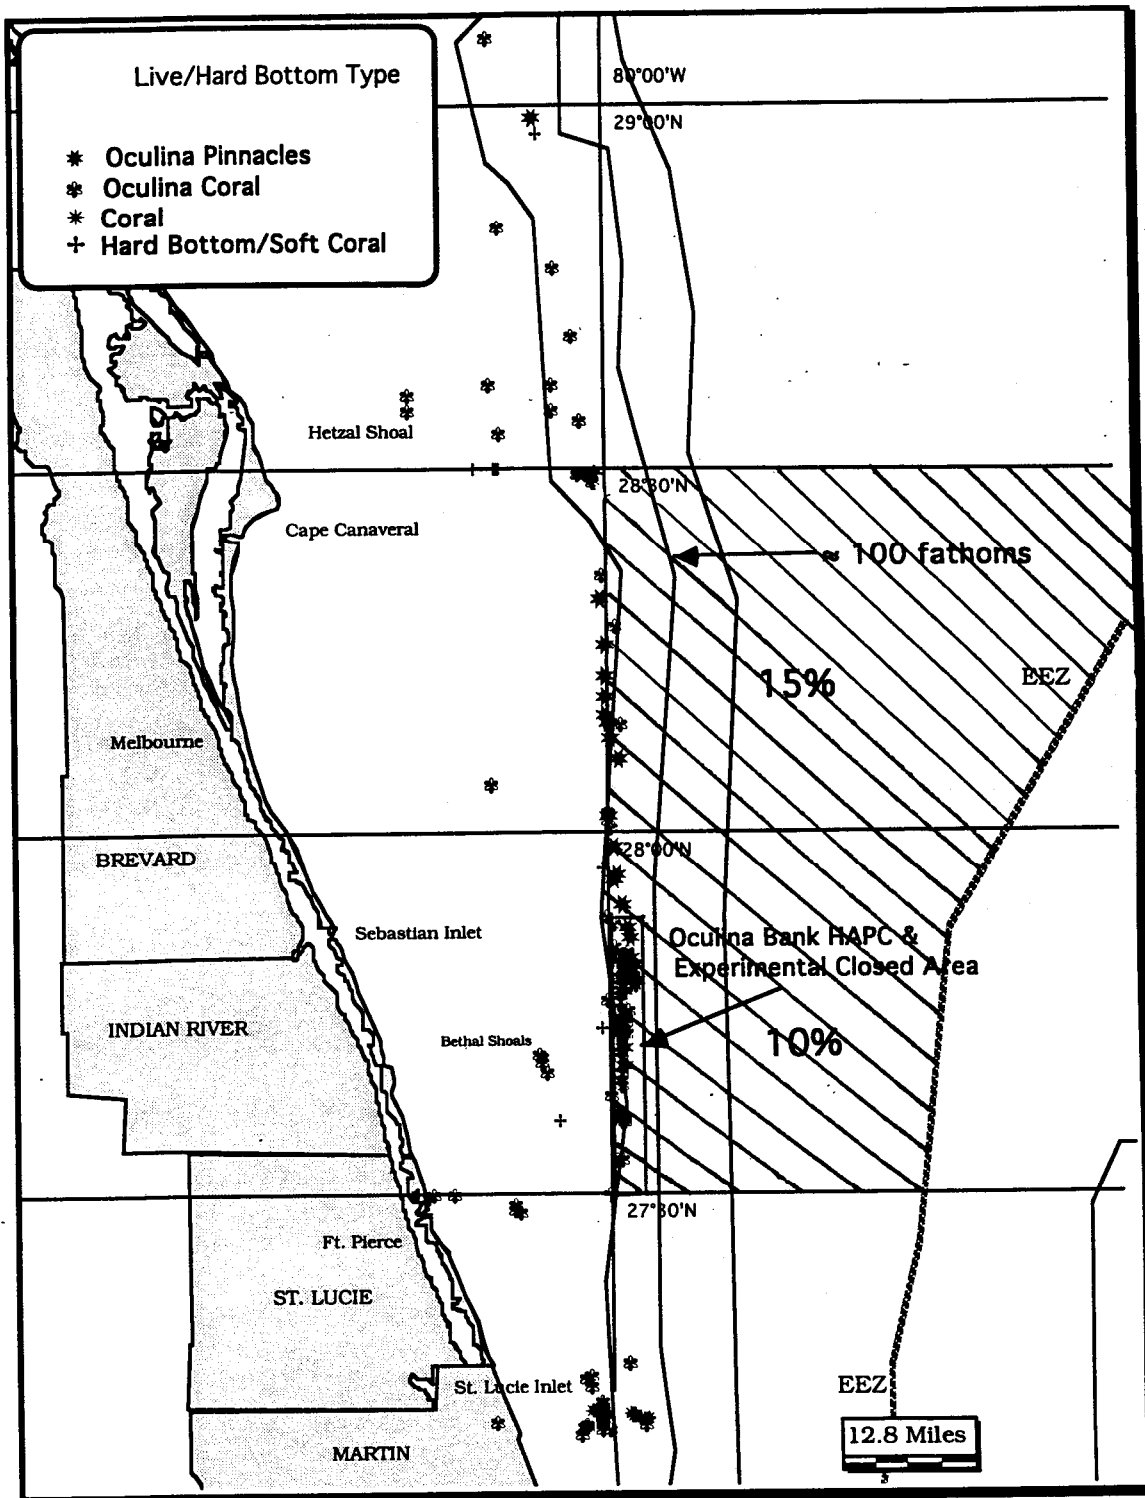 Live/Hard Bottom Type
Oculina Pinnacles
Oculina Coral
Coral
Hard Bottom/Soft Coral
80°00'W
29°00'N
Hetzal Shoal
28°30'N
Cape Canaveral
≈ 100 fathoms
15%
EEZ
Melbourne
28°00'N
BREVARD
Sebastian Inlet
Oculina Bank HAPC &
Experimental Closed Area
INDIAN RIVER
Bethal Shoals
10%
27°30'N
Ft. Pierce
ST. LUCIE
St. Lucie Inlet
EEZ
12.8 Miles
MARTIN